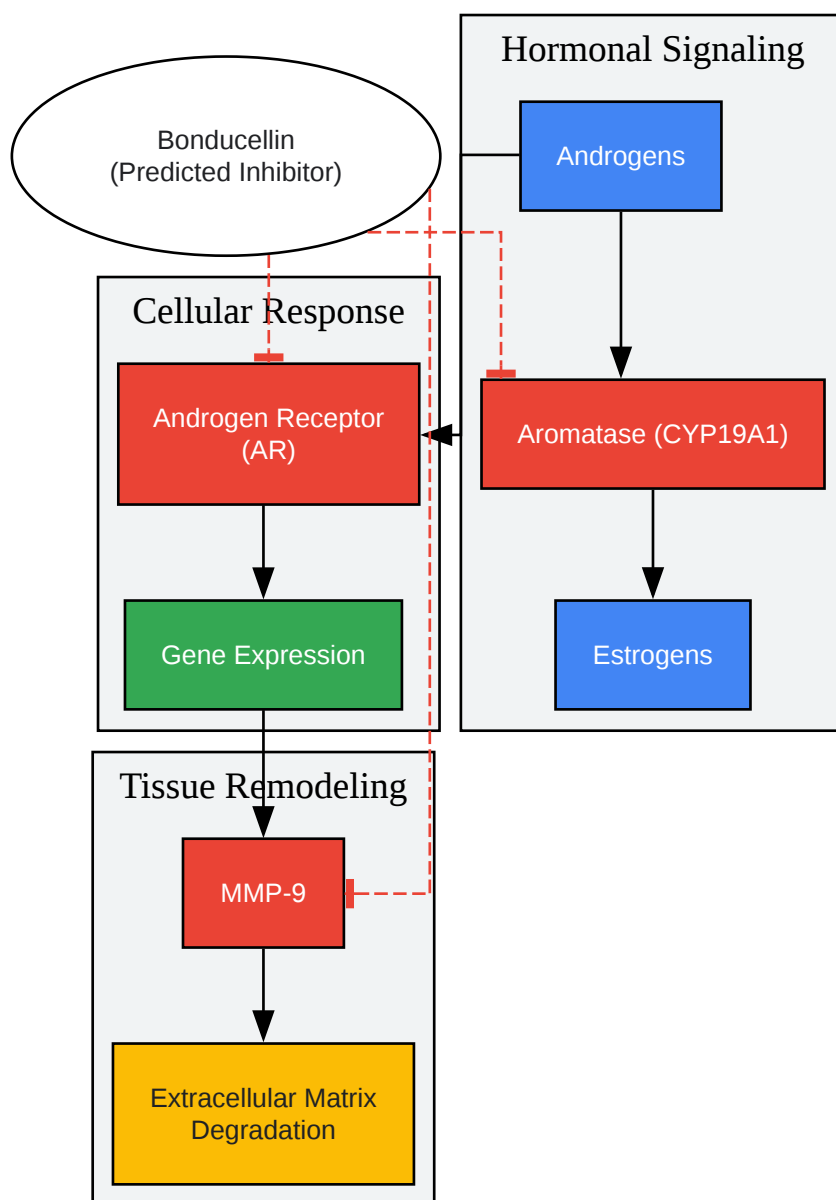 Hormonal Signaling
Bonducellin
(Predicted Inhibitor)
Androgens
Cellular Response
Androgen Receptor
(AR)
Aromatase (CYP19A1)
Gene Expression
Estrogens
Tissue Remodeling
MMP-9
Extracellular Matrix
Degradation